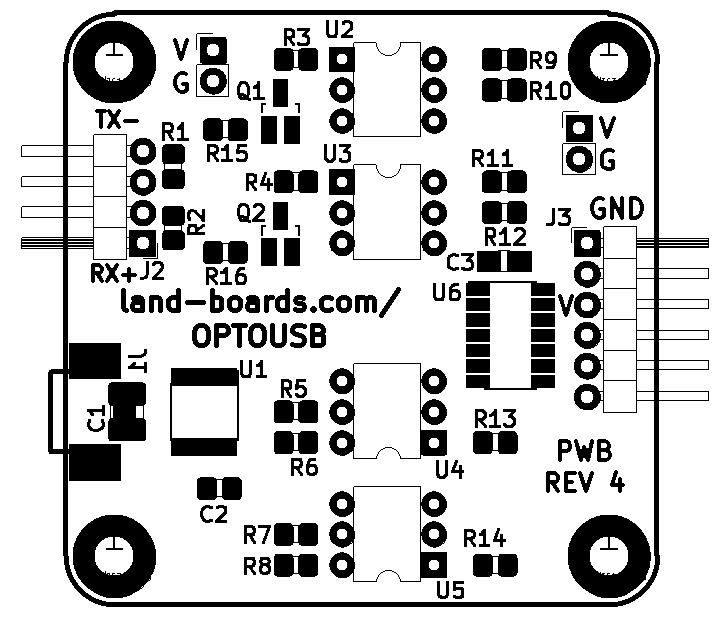 U2
R3
V
G
Q1
R9
R10
TX-
R1
R15
V
G
U3
R11
R4
R2
Q2
GND
J3
R12
RX+
J2
R16
C3
U6
V
land-boards.com/
OPTOUSB
J1
U1
R5
C1
R13
R6
U4
PWB
REV 4
C2
R7
R14
R8
U5